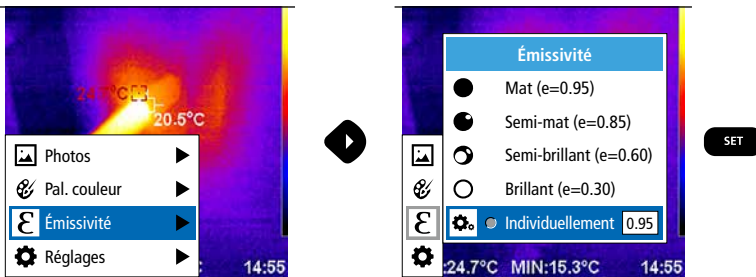 24.7°C
20.5°C
Photos
Pal. couleur
Émissivité
Réglages
14:55
Émissivité
Mat (e=0.95)
Semi-mat (e=0.85)
Semi-brillant (e=0.60)
Brillant (e=0.30)
Individuellement 0.95
:24.7°C MIN:15.3°C 14:55
SET